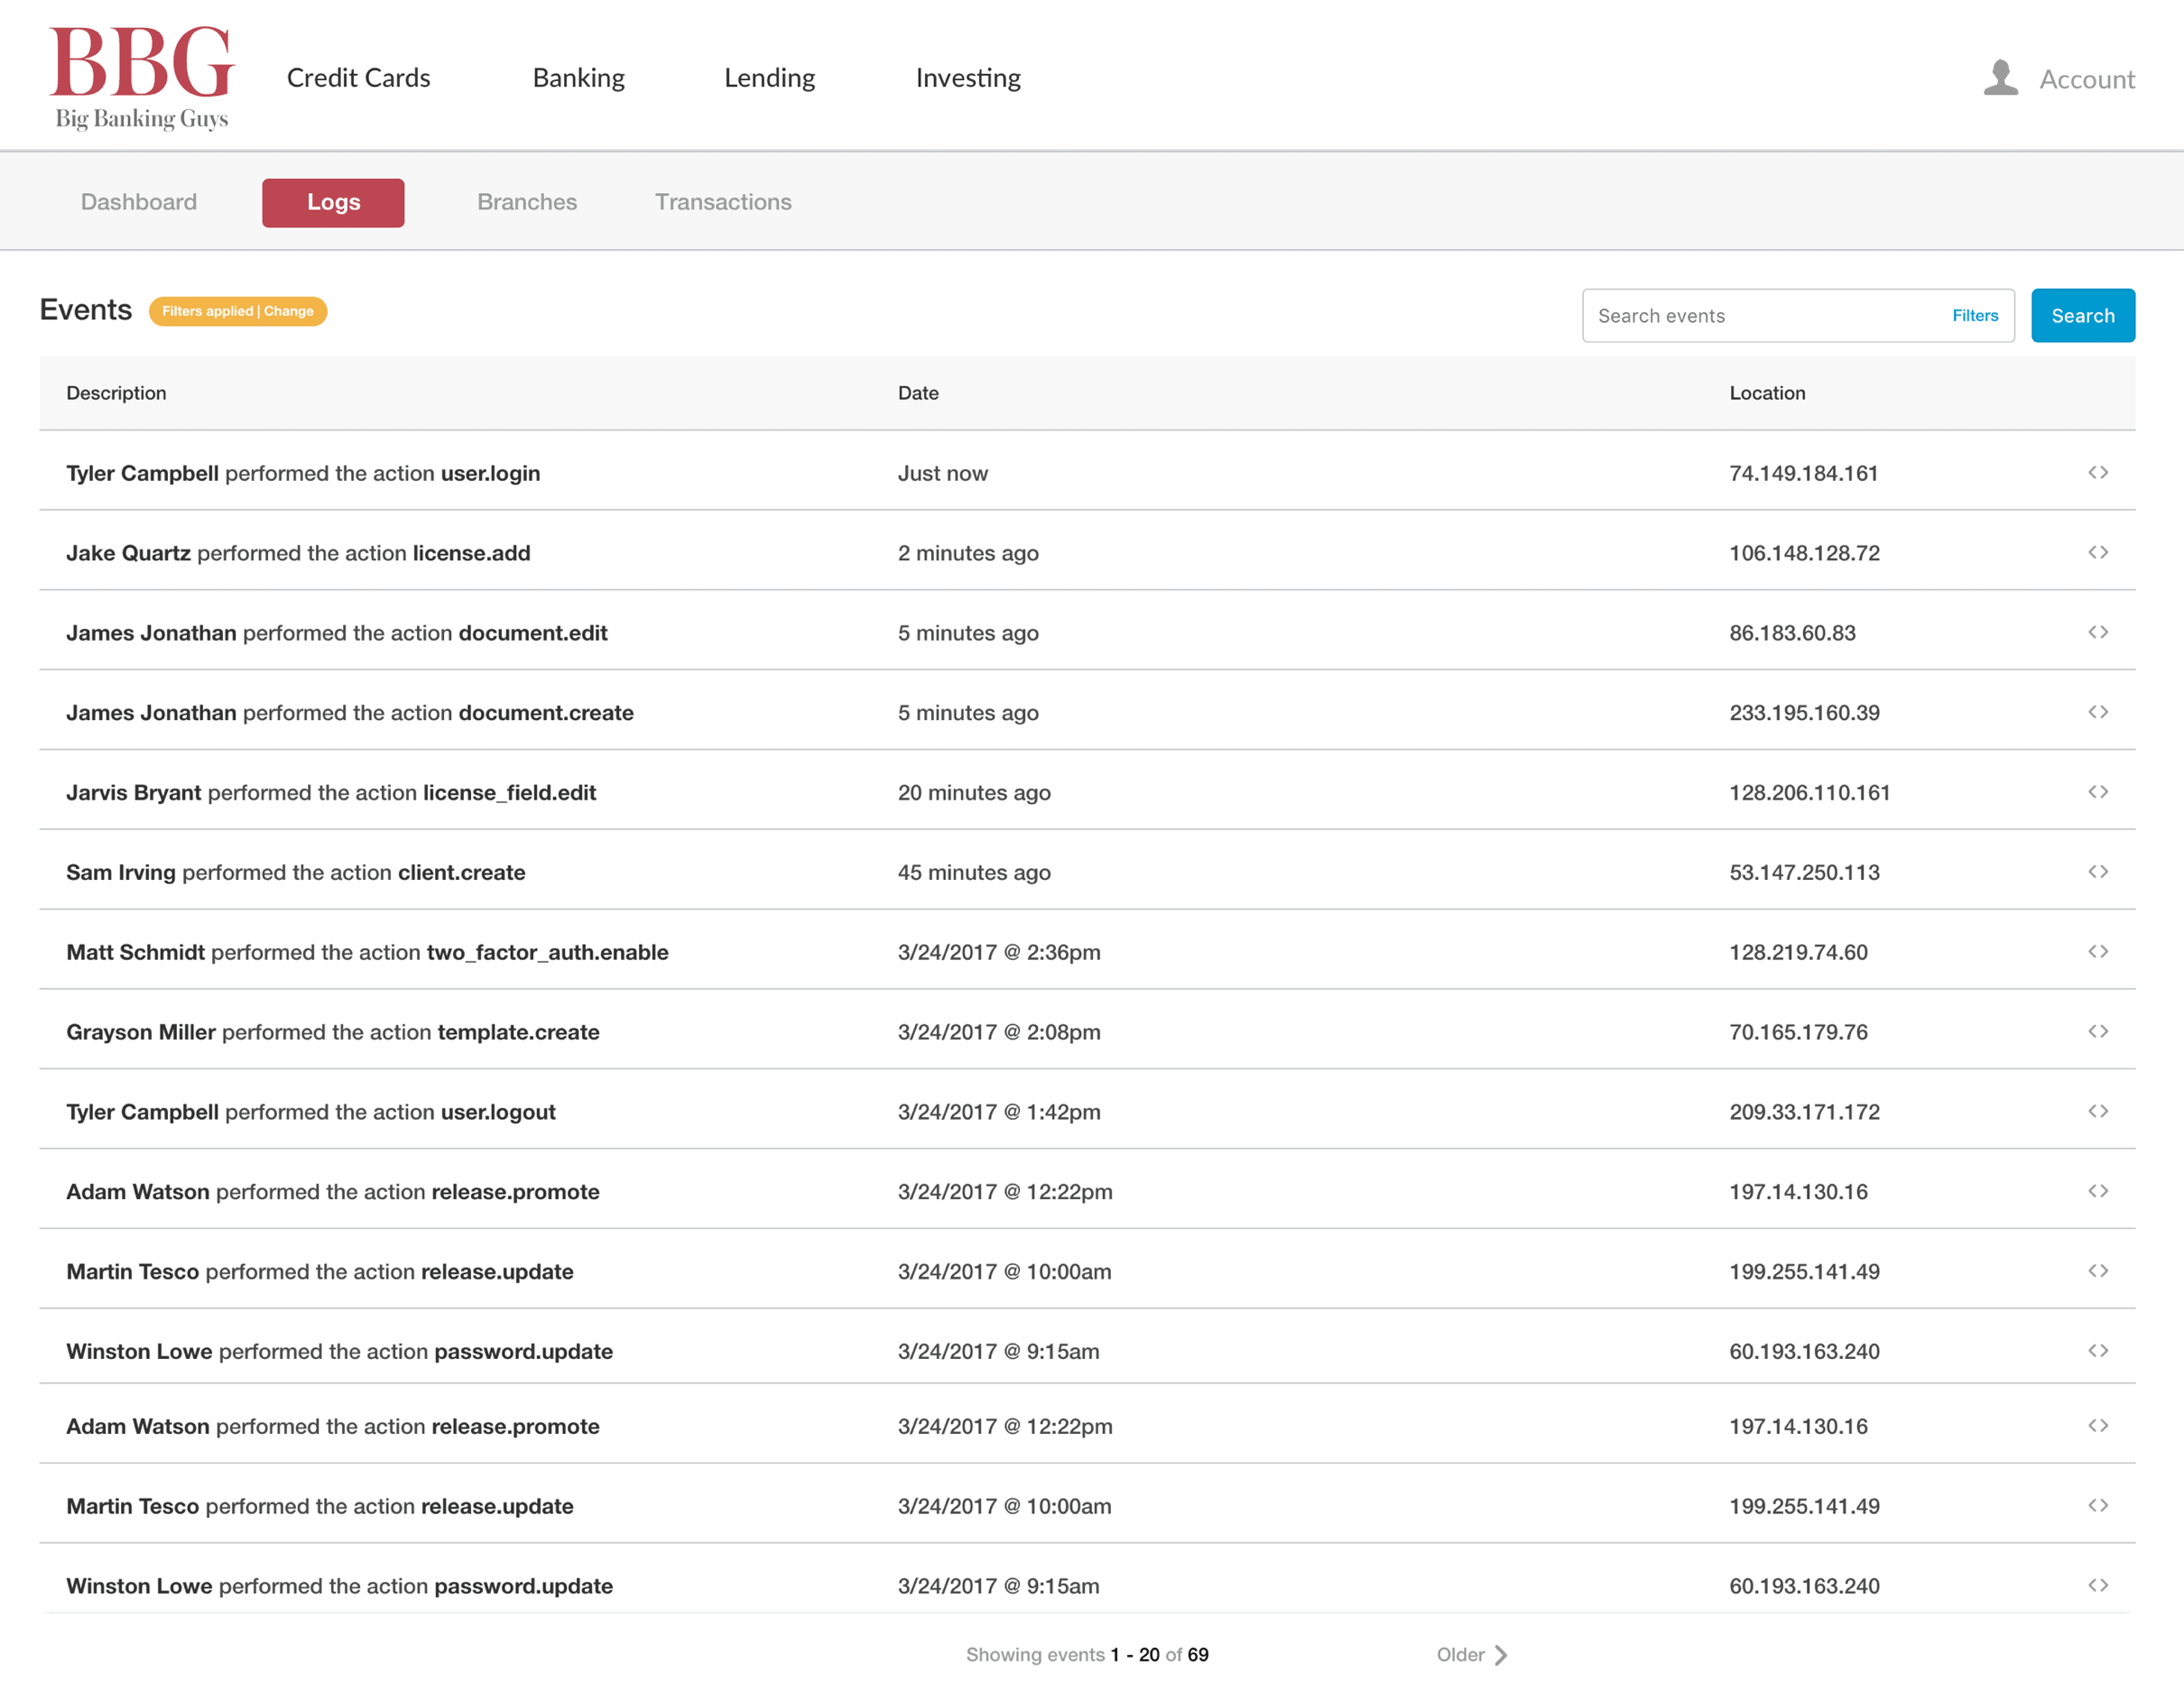 BBG
Big Banking Guys
Credit Cards Banking Lending Investing Account
Dashboard Logs Branches Transactions
Events Filters applied | Change Search events Filters Search
Description Date Location
Tyler Campbell performed the action user.login Just now 74.149.184.161 <>
Jake Quartz performed the action license.add 2 minutes ago 106.148.128.72 <>
James Jonathan performed the action document.edit 5 minutes ago 86.183.60.83 <>
James Jonathan performed the action document.create 5 minutes ago 233.195.160.39 <>
Jarvis Bryant performed the action license_field.edit 20 minutes ago 128.206.110.161 <>
Sam Irving performed the action client.create 45 minutes ago 53.147.250.113 <>
Matt Schmidt performed the action two_factor_auth.enable 3/24/2017 @ 2:36pm 128.219.74.60 <>
Grayson Miller performed the action template.create 3/24/2017 @ 2:08pm 70.165.179.76 <>
Tyler Campbell performed the action user.logout 3/24/2017 @ 1:42pm 209.33.171.172 <>
Adam Watson performed the action release.promote 3/24/2017 @ 12:22pm 197.14.130.16 <>
Martin Tesco performed the action release.update 3/24/2017 @ 10:00am 199.255.141.49 <>
Winston Lowe performed the action password.update 3/24/2017 @ 9:15am 60.193.163.240 <>
Adam Watson performed the action release.promote 3/24/2017 @ 12:22pm 197.14.130.16 <>
Martin Tesco performed the action release.update 3/24/2017 @ 10:00am 199.255.141.49 <>
Winston Lowe performed the action password.update 3/24/2017 @ 9:15am 60.193.163.240 <>
Showing events 1 - 20 of 69 Older >